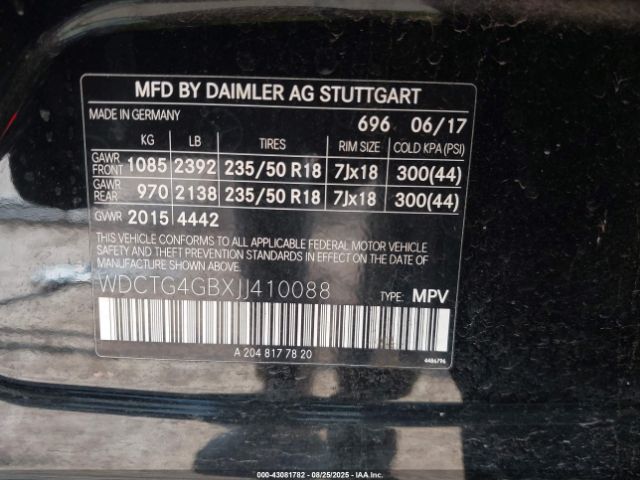 MFD BY DAIMLER AG STUTTGART
MADE IN GERMANY 696 06/17
KG LB TIRES RIM SIZE COLD KPA (PSI)
GAWR FRONT 1085 2392 235/50 R18 7Jx18 300(44)
GAWR REAR 970 2138 235/50 R18 7Jx18 300(44)
GVWR 2015 4442
THIS VEHICLE CONFORMS TO ALL APPLICABLE FEDERAL MOTOR VEHICLE
SAFETY AND THEFT PREVENTION STANDARDS IN EFFECT ON THE
DATE OF MANUFACTURE SHOWN ABOVE.
WDCTG4GBXJJ410088 TYPE: MPV
A 204 817 78 20
000-43081782 - 08/25/2025 - IAAI.COM